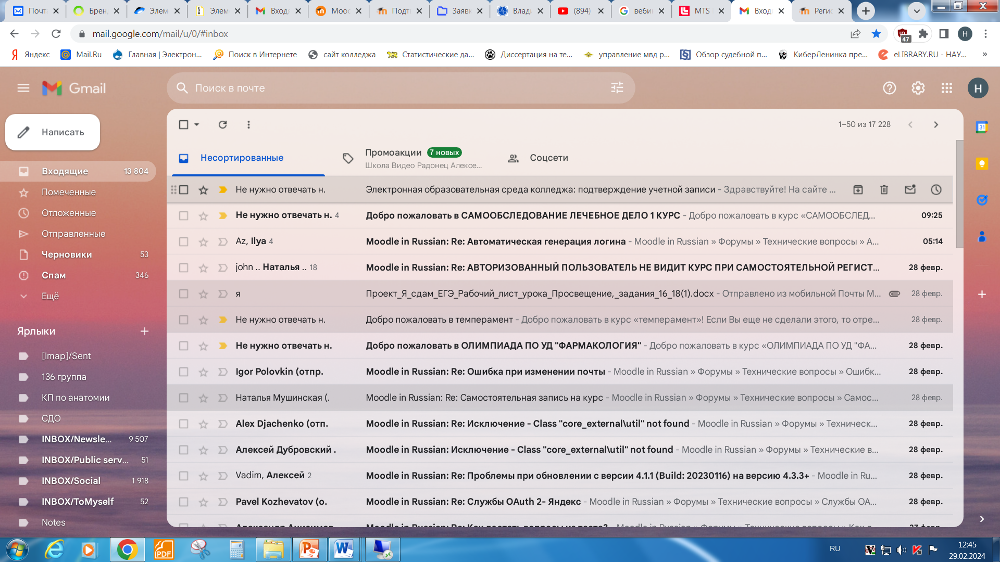 Почта Бренд Элем Элем Входя Mooc Подтв Заявк Влади (894) вебин MTS Входя Регис
mail.google.com/mail/u/0/#inbox
47
H
Яндекс Mail.Ru Главная | Электрон... Поиск в Интернете сайт колледжа Статистические да... Диссертация на те... управление мвд р... Обзор судебной п... КиберЛенинка пре... eLIBRARY.RU - НАУ... »
Gmail
Поиск в почте
H
Написать
1–50 из 17 228
31
Несортированные
Промоакции 7 новых
Школа Видео Радонец Алексе...
Соцсети
Входящие 13 804
Помеченные
Отложенные
Отправленные
Черновики 53
Спам 346
Ещё
Ярлыки +
[Imap]/Sent
136 группа
КП по анатомии
СДО
INBOX/Newsle... 9 507
INBOX/Public serv... 51
INBOX/Social 1 918
INBOX/ToMyself 52
Notes
Не нужно отвечать н. Электронная образовательная среда колледжа: подтверждение учетной записи - Здравствуйте! На сайте ...
Не нужно отвечать н. 4 Добро пожаловать в САМООБСЛЕДОВАНИЕ ЛЕЧЕБНОЕ ДЕЛО 1 КУРС - Добро пожаловать в курс «САМООБСЛЕД... 09:25
Az, Ilya 4 Moodle in Russian: Re: Автоматическая генерация логина - Moodle in Russian » Форумы » Технические вопросы » А... 05:14
john .. Наталья .. 18 Moodle in Russian: Re: АВТОРИЗОВАННЫЙ ПОЛЬЗОВАТЕЛЬ НЕ ВИДИТ КУРС ПРИ САМОСТОЯТЕЛЬНОЙ РЕГИСТ... 28 февр.
я Проект_Я_сдам_ЕГЭ_Рабочий_лист_урока_Просвещение,_задания_16_18(1).docx - Отправлено из мобильной Почты M... 28 февр.
Не нужно отвечать н. Добро пожаловать в темперамент - Добро пожаловать в курс «темперамент»! Если Вы еще не сделали этого, то отре... 28 февр.
Не нужно отвечать н. Добро пожаловать в ОЛИМПИАДА ПО УД "ФАРМАКОЛОГИЯ" - Добро пожаловать в курс «ОЛИМПИАДА ПО УД "ФА... 28 февр.
Igor Polovkin (отпр. Moodle in Russian: Re: Ошибка при изменении почты - Moodle in Russian » Форумы » Технические вопросы » Ошибк... 28 февр.
Наталья Мушинская (. Moodle in Russian: Re: Самостоятельная запись на курс - Moodle in Russian » Форумы » Технические вопросы » Самос... 28 февр.
Alex Djachenko (отп. Moodle in Russian: Re: Исключение - Class "core_external\util" not found - Moodle in Russian » Форумы » Техническ... 28 февр.
Алексей Дубровский . Moodle in Russian: Исключение - Class "core_external\util" not found - Moodle in Russian » Форумы » Технические в... 28 февр.
Vadim, Алексей 2 Moodle in Russian: Re: Проблемы при обновлении с версии 4.1.1 (Build: 20230116) на версию 4.3.3+ - Moodle in Ru... 28 февр.
Pavel Kozhevatov (о. Moodle in Russian: Re: Службы OAuth 2- Яндекс - Moodle in Russian » Форумы » Технические вопросы » Службы OA... 28 февр.
RU
12:45
29.02.2024